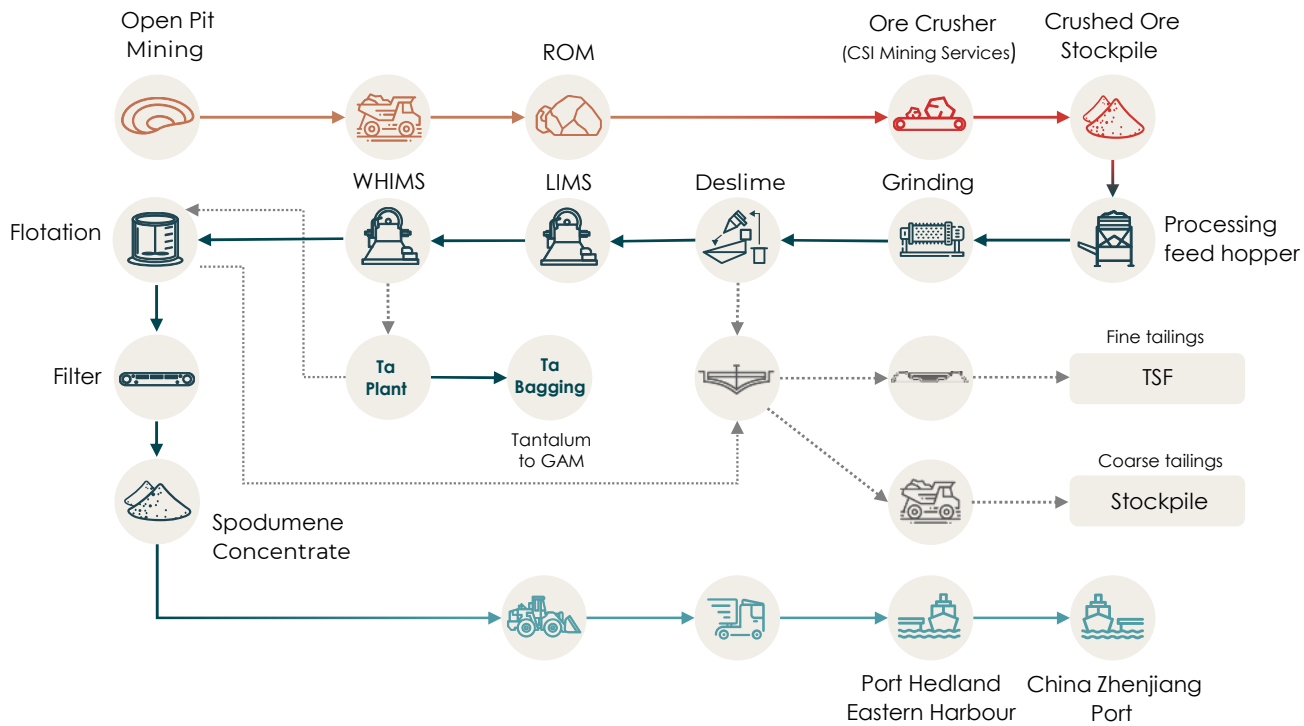 Open Pit
Mining
ROM
Ore Crusher
(CSI Mining Services)
Crushed Ore
Stockpile
Flotation
WHIMS
LIMS
Deslime
Grinding
Processing
feed hopper
Filter
Ta
Plant
Ta
Bagging
Fine tailings
TSF
Tantalum
to GAM
Coarse tailings
Stockpile
Spodumene
Concentrate
Port Hedland
Eastern Harbour
China Zhenjiang
Port